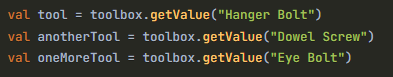 val tool = toolbox.getValue("Hanger Bolt")
val anotherTool = toolbox.getValue("Dowel Screw")
val oneMoreTool = toolbox.getValue("Eye Bolt")